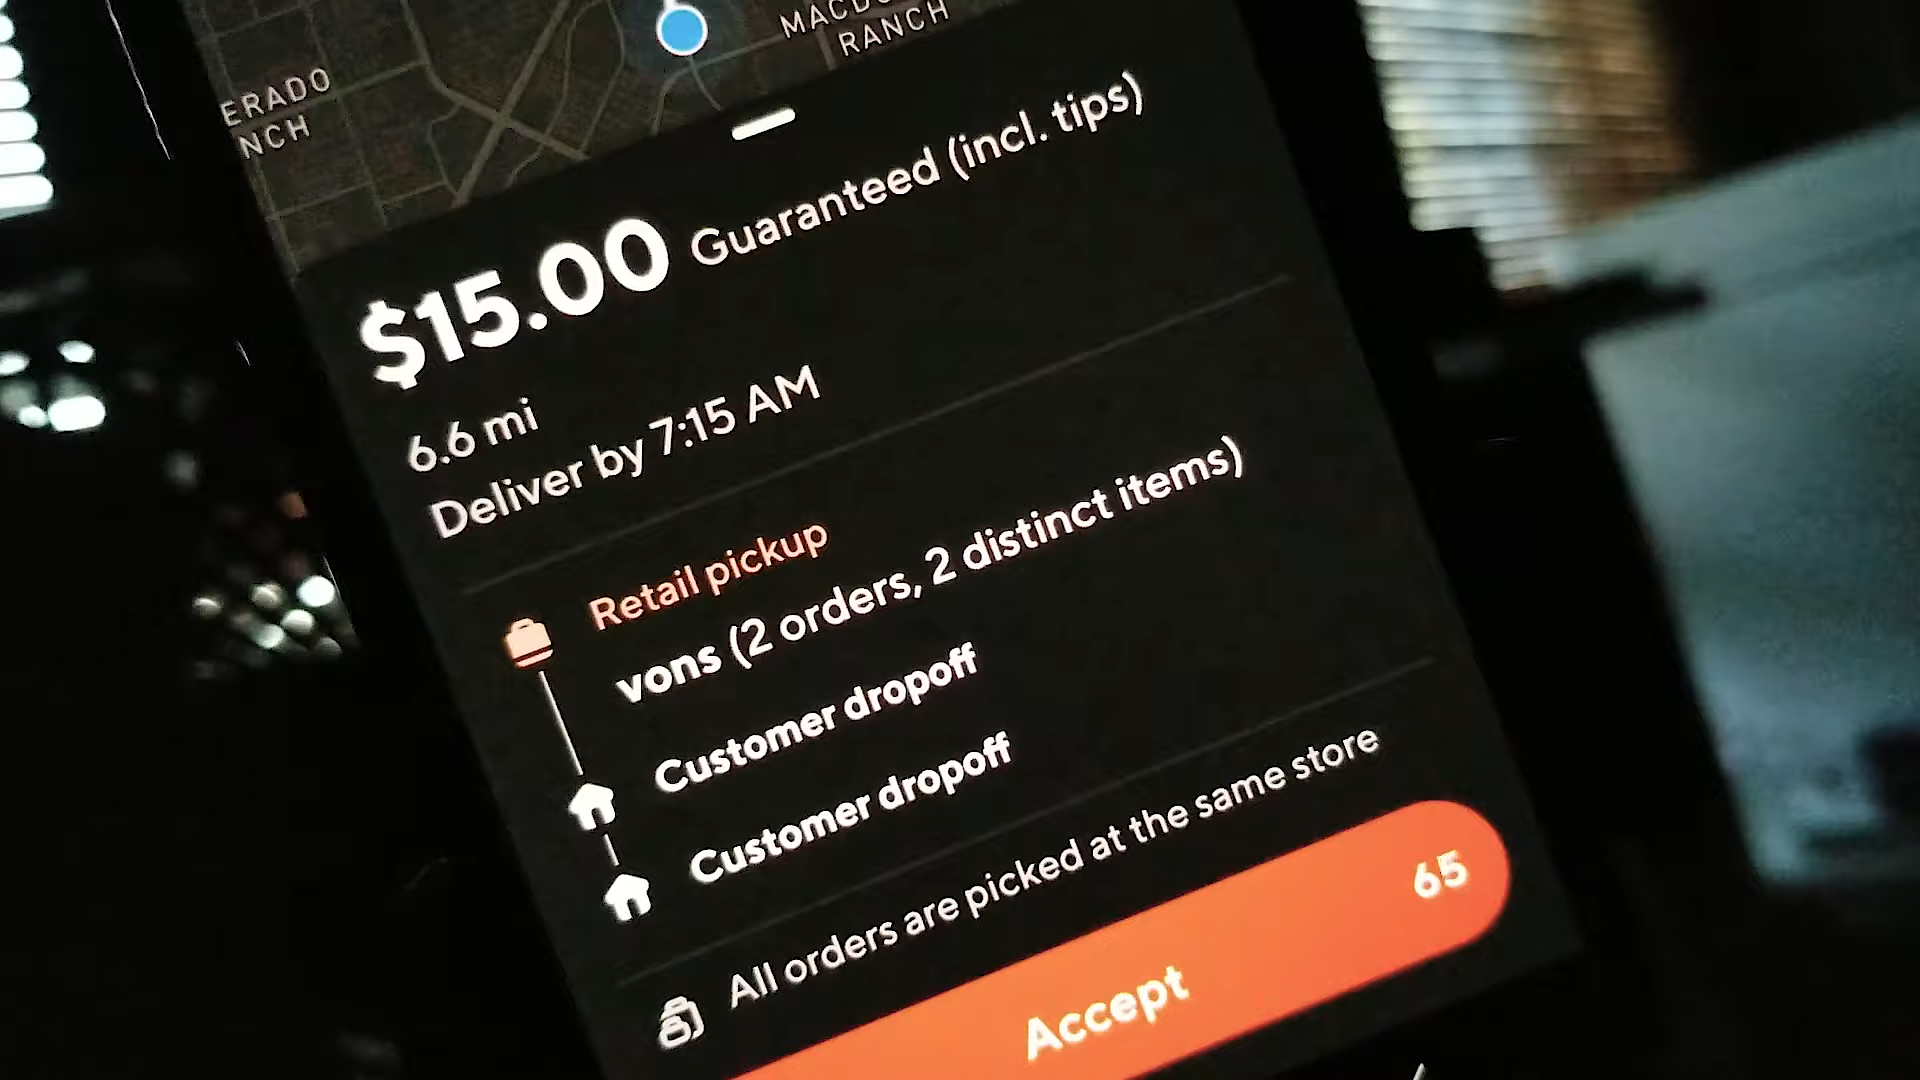 ERADO
NCH
RANCH
$15.00 Guaranteed (incl. tips)
6.6 mi
Deliver by 7:15 AM
Retail pickup
vons (2 orders, 2 distinct items)
Customer dropoff
Customer dropoff
All orders are picked at the same store
Accept 65